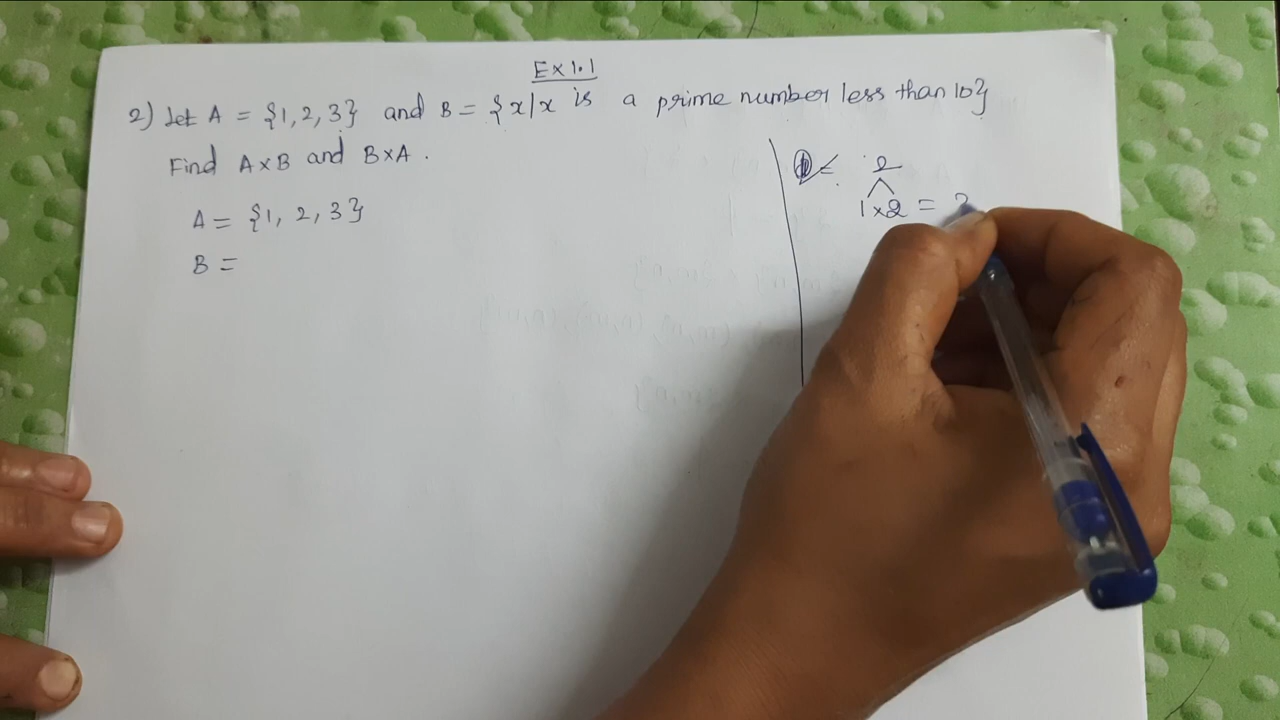 Ex 1.1
2) Let A = {1, 2, 3} and B = {x/x is a prime number less than 10}
Find A×B and B×A.
A = {1, 2, 3}
B =
2
1×2 =